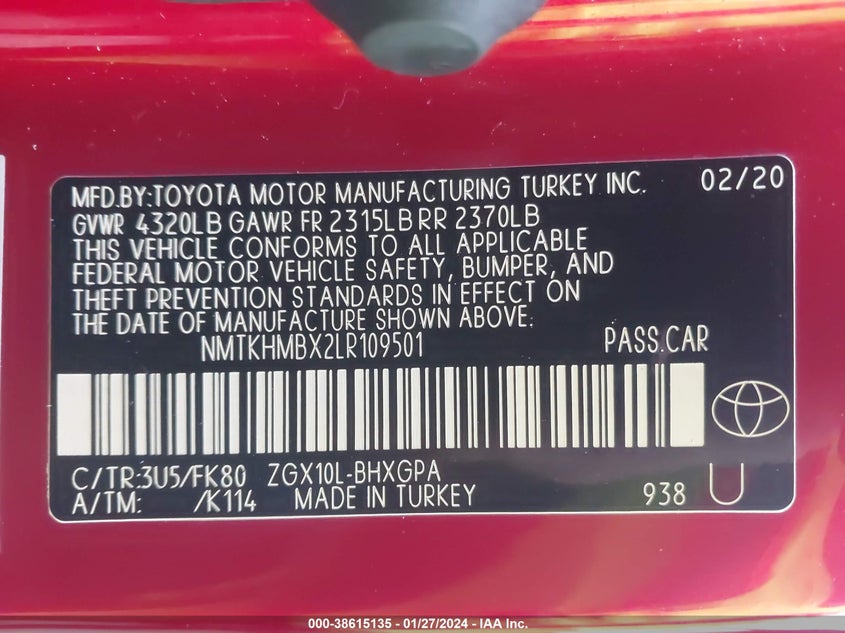 MFD.BY:TOYOTA MOTOR MANUFACTURING TURKEY INC. 02/20
GVWR 4320LB GAWR FR 2315LB RR 2370LB
THIS VEHICLE CONFORMS TO ALL APPLICABLE
FEDERAL MOTOR VEHICLE SAFETY, BUMPER, AND
THEFT PREVENTION STANDARDS IN EFFECT ON
THE DATE OF MANUFACTURE SHOWN ABOVE:
NMTKHMBX2LR109501 PASS.CAR
C/TR:3U5/FK80 ZGX10L-BHXGPA
A/TM: /K114 MADE IN TURKEY 938 U
000-38615135 - 01/27/2024 - IAA Inc.